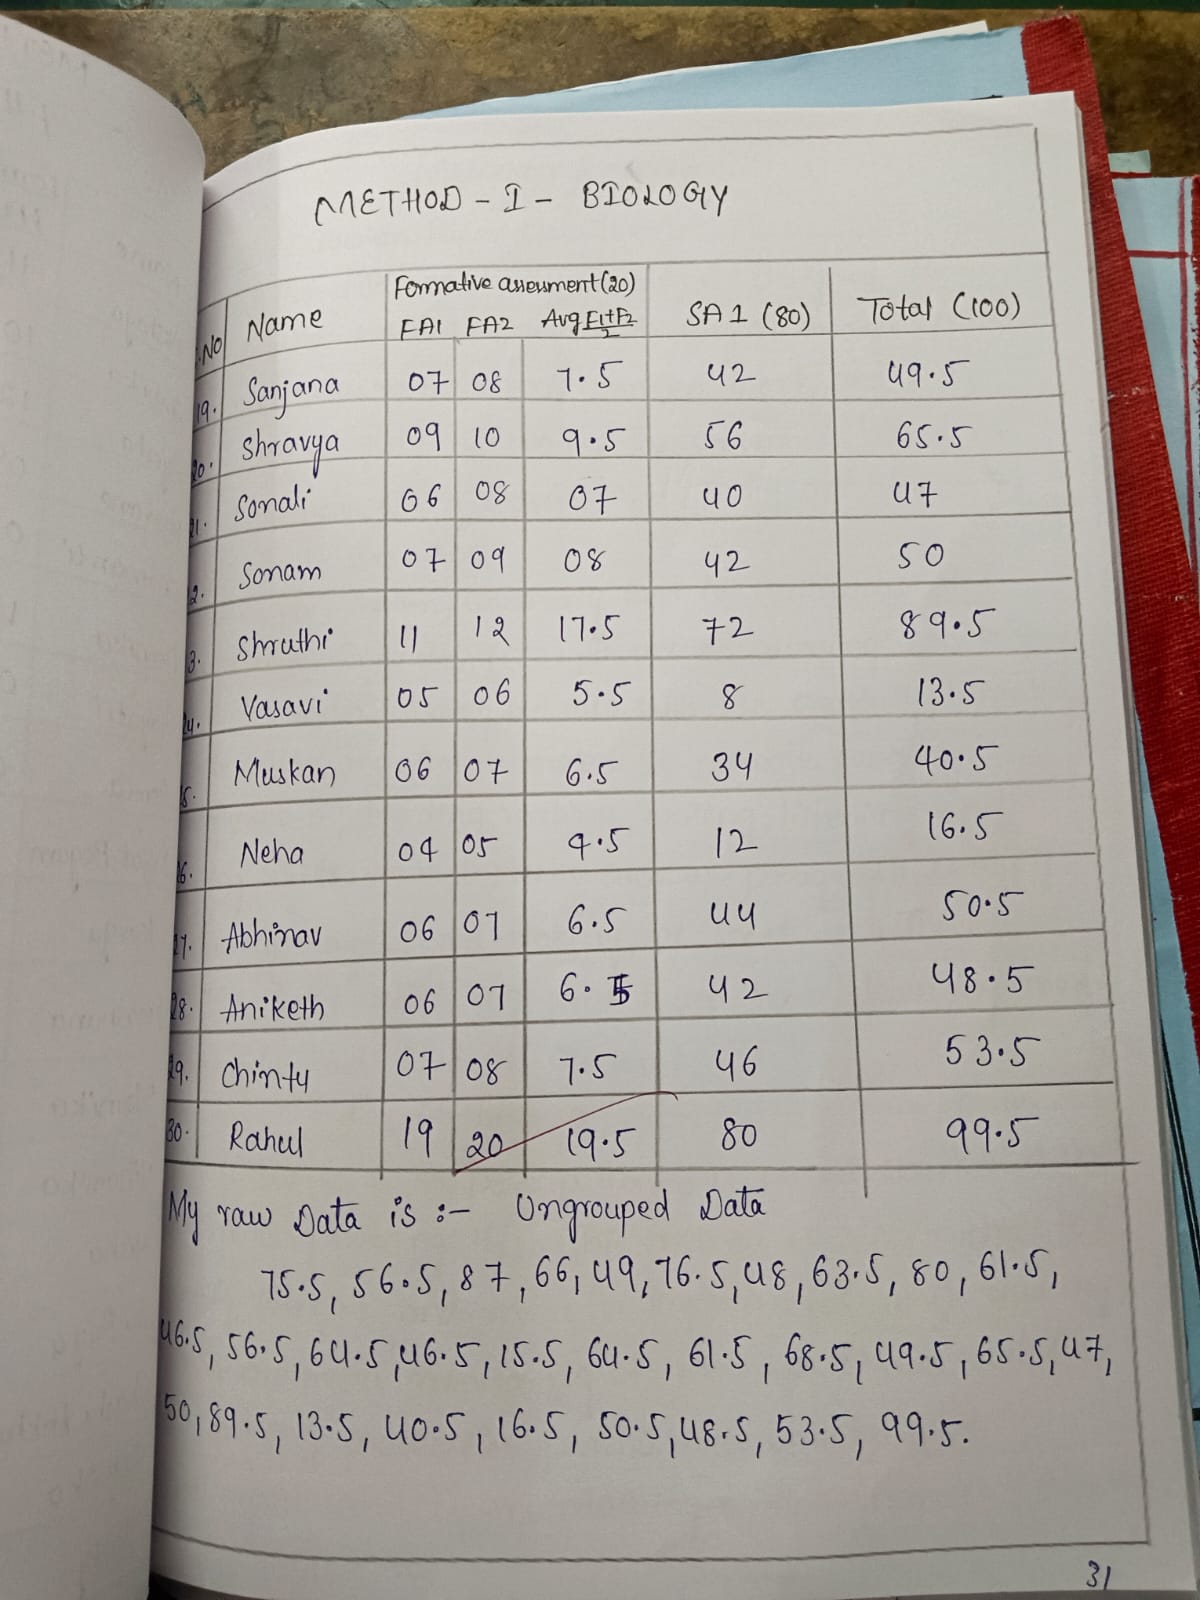 METHOD - I - BIOLOGY
Formative assessment (20)
.No Name FA1 FA2 Avg F1+F2/2 SA 1 (80) Total (100)
19. Sanjana 07 08 7.5 42 49.5
20. Shravya 09 10 9.5 56 65.5
21. Sonali 06 08 07 40 47
2. Sonam 07 09 08 42 50
3. Shruthi 11 12 17.5 72 89.5
24. Vasavi 05 06 5.5 8 13.5
25. Muskan 06 07 6.5 34 40.5
26. Neha 04 05 4.5 12 16.5
27. Abhinav 06 07 6.5 44 50.5
28. Aniketh 06 07 6.5 42 48.5
29. Chinty 07 08 7.5 46 53.5
30. Rahul 19 20 19.5 80 99.5
My raw Data is :- Ungrouped Data
75.5, 56.5, 87, 66, 49, 76.5, 48, 63.5, 80, 61.5,
46.5, 56.5, 64.5, 46.5, 15.5, 64.5, 61.5, 68.5, 49.5, 65.5, 47,
50, 89.5, 13.5, 40.5, 16.5, 50.5, 48.5, 53.5, 99.5.
31